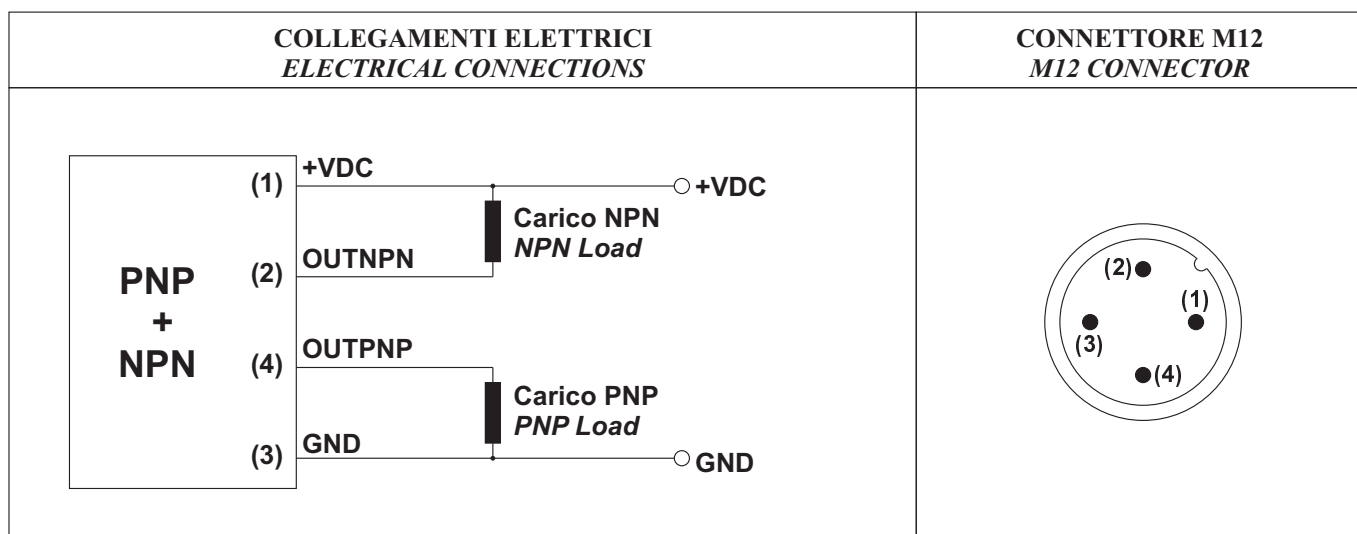 COLLEGAMENTI ELETTRICI
ELECTRICAL CONNECTIONS
CONNETTORE M12
M12 CONNECTOR
PNP
+
NPN
(1)
+VDC
+VDC
Carico NPN
NPN Load
(2)
OUTNPN
(4)
OUTPNP
Carico PNP
PNP Load
(3)
GND
GND
(2)
(1)
(3)
(4)